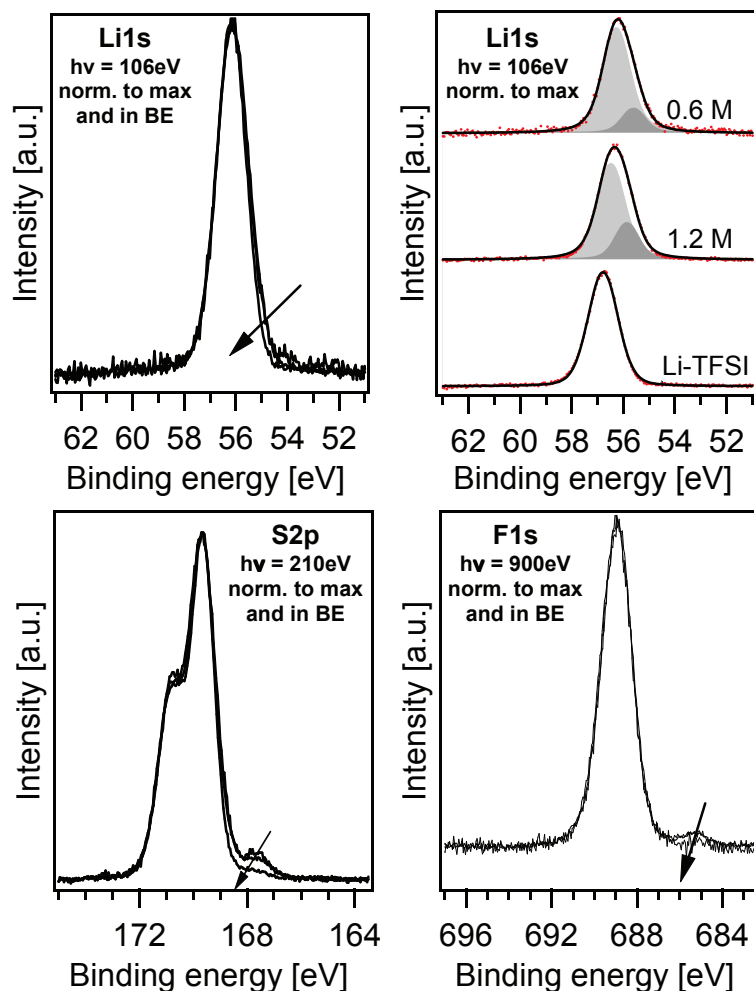 Li1s
hν = 106eV
norm. to max
and in BE
Intensity [a.u.]
62 60 58 56 54 52
Binding energy [eV]
Li1s
hν = 106eV
norm. to max
0.6 M
1.2 M
Li-TFSI
Intensity [a.u.]
62 60 58 56 54 52
Binding energy [eV]
S2p
hν = 210eV
norm. to max
and in BE
Intensity [a.u.]
172 168 164
Binding energy [eV]
F1s
hν = 900eV
norm. to max
and in BE
Intensity [a.u.]
696 692 688 684
Binding energy [eV]